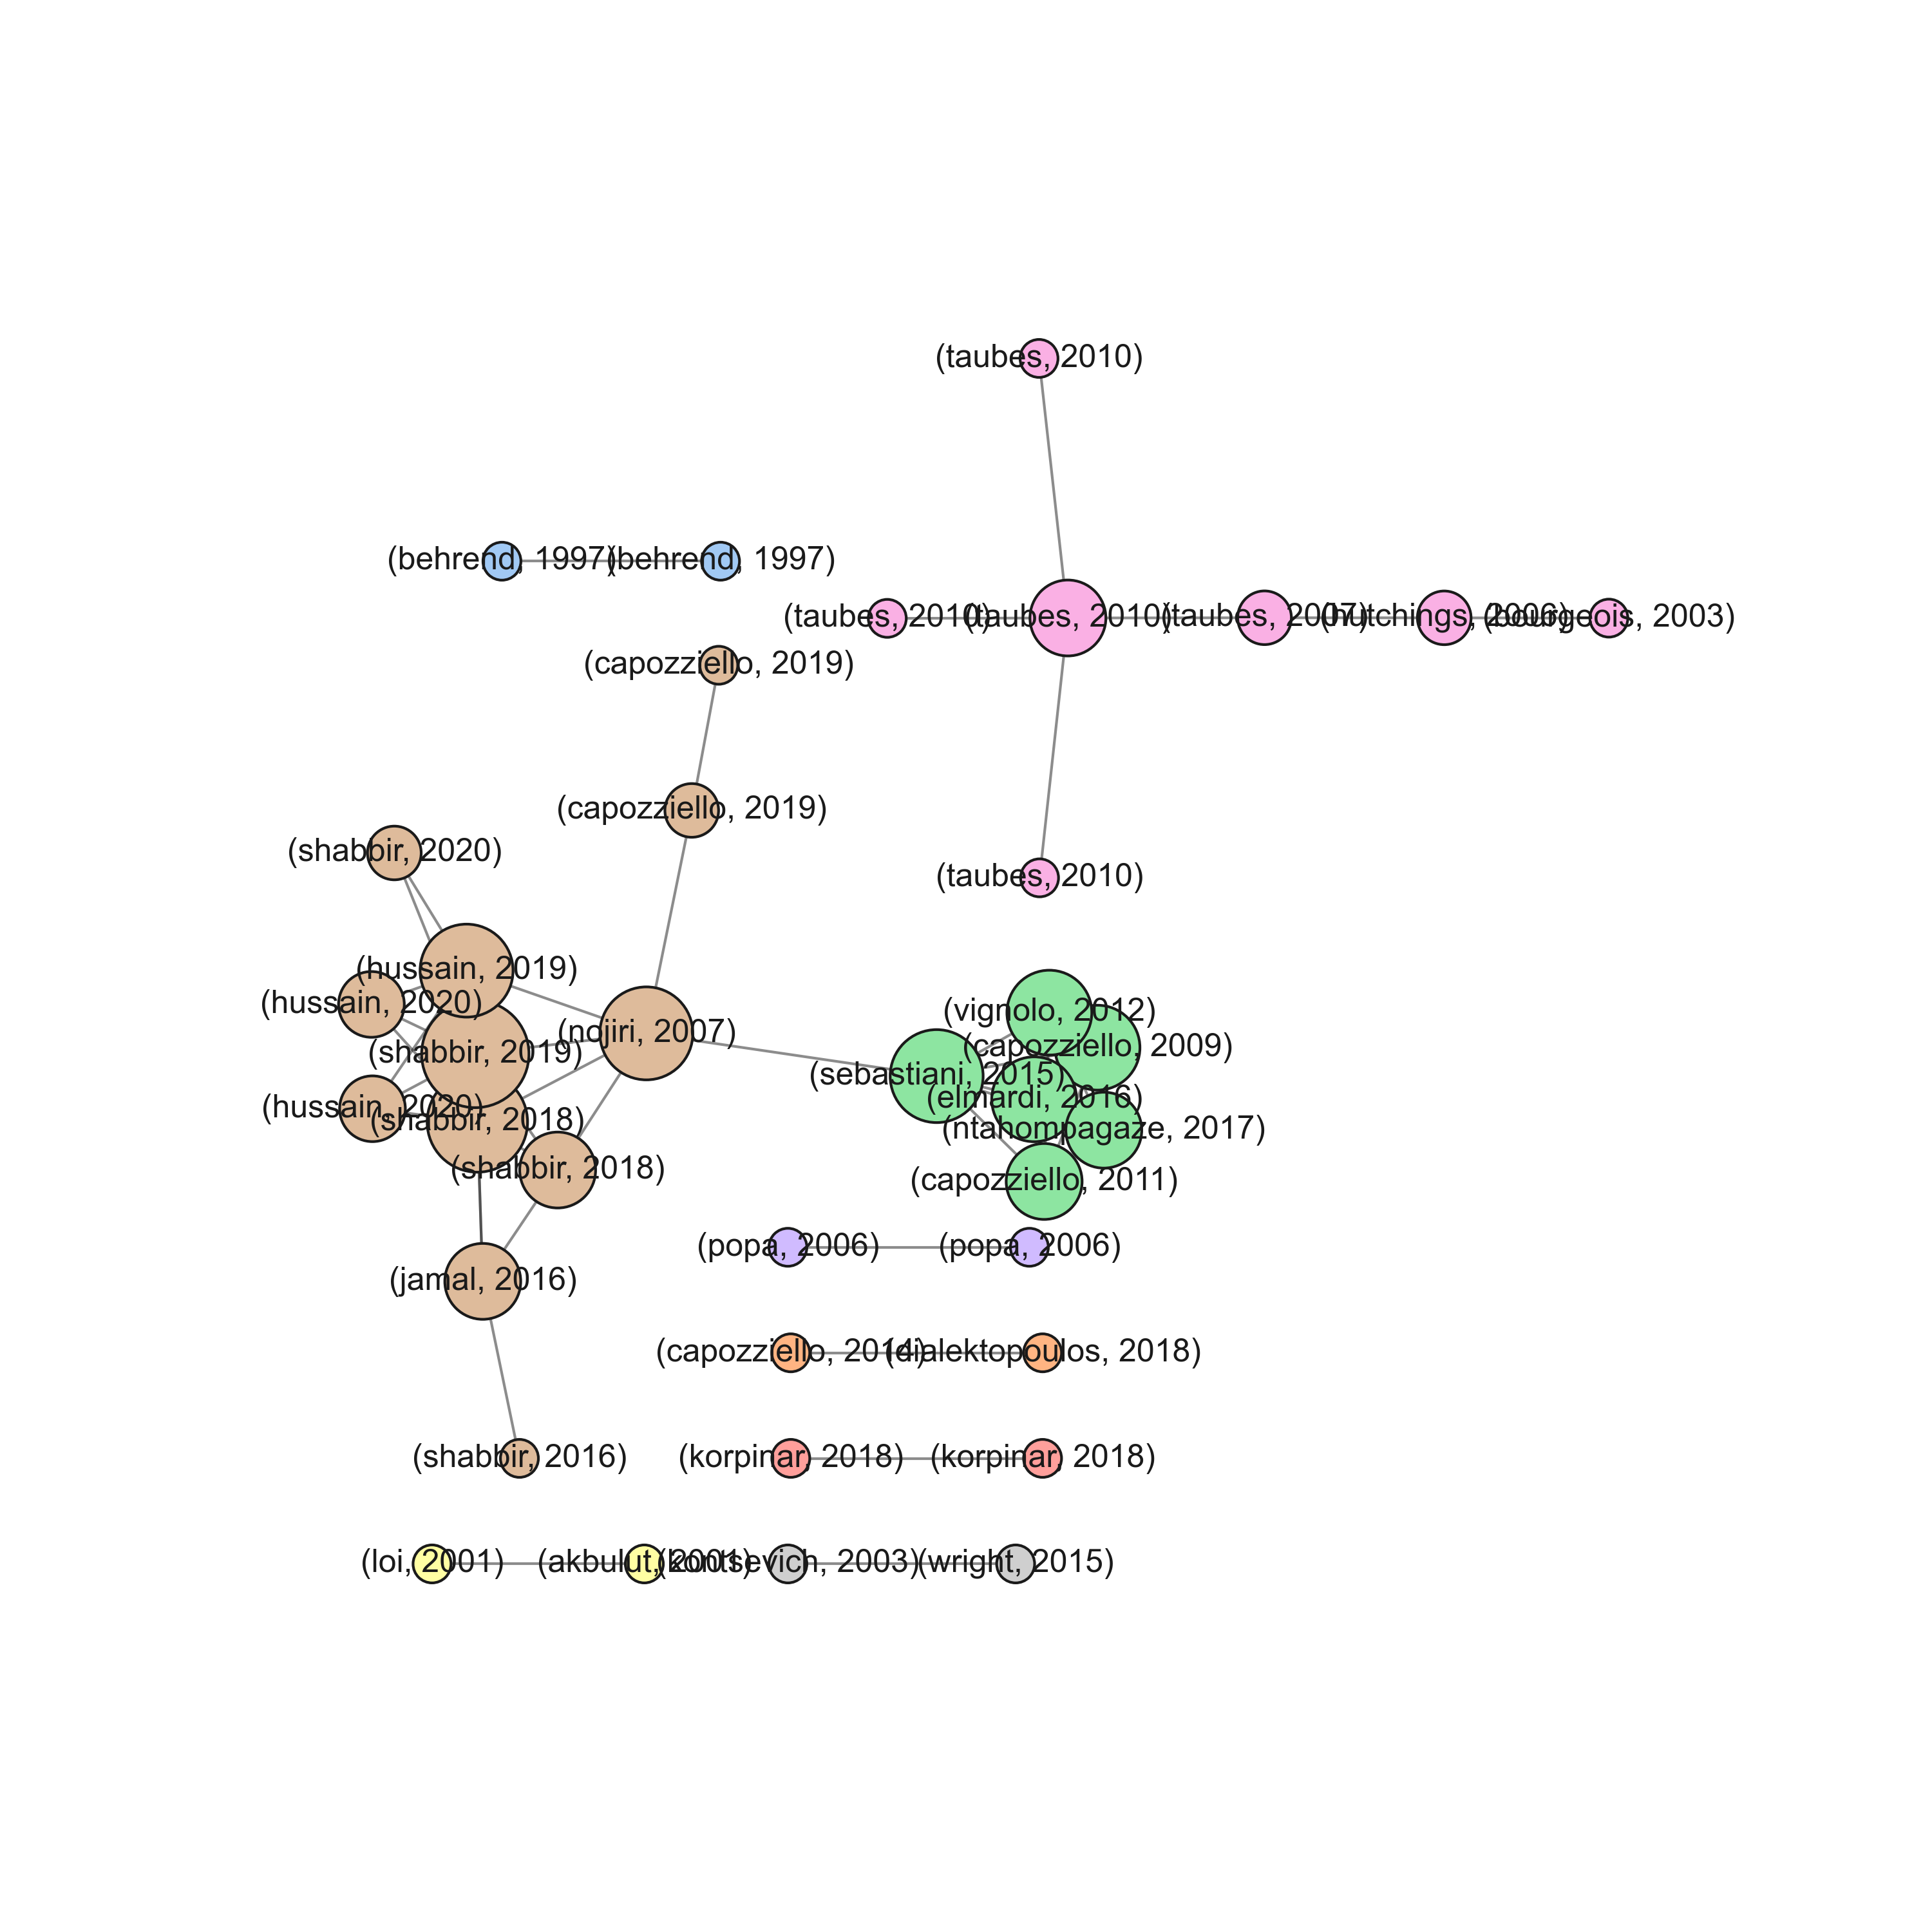 (taubes, 2010)
(behrend, 1997)
(behrend, 1997)
(taubes, 2010)
(taubes, 2010)
(taubes, 2007)
(hutchings, 2006)
(bourgeois, 2003)
(capozziello, 2019)
(capozziello, 2019)
(shabbir, 2020)
(taubes, 2010)
(hussain, 2019)
(hussain, 2020)
(vignolo, 2012)
(nojiri, 2007)
(capozziello, 2009)
(shabbir, 2019)
(sebastiani, 2015)
(elmardi, 2016)
(hussain, 2020)
(shabbir, 2018)
(ntahompagaze, 2017)
(shabbir, 2018)
(capozziello, 2011)
(popa, 2006)
(popa, 2006)
(jamal, 2016)
(capozziello, 2014)
(dialektopoulos, 2018)
(shabbir, 2016)
(korpinar, 2018)
(korpinar, 2018)
(loi, 2001)
(akbulut, 2001)
(kontsevich, 2003)
(wright, 2015)